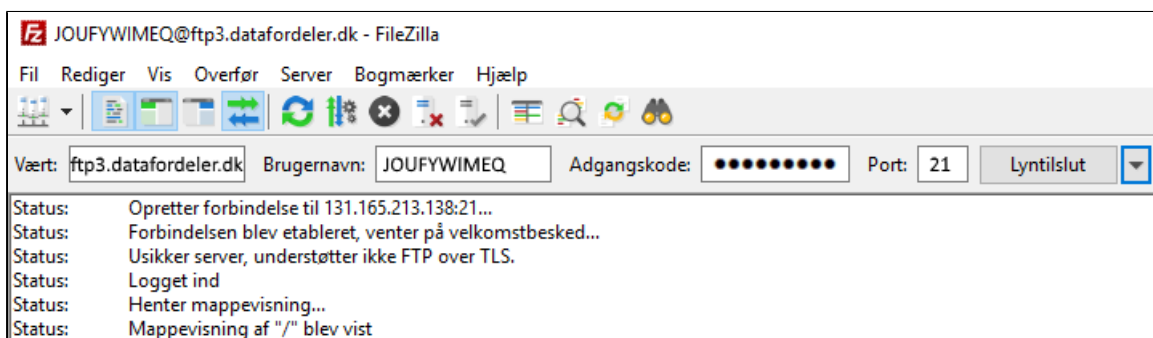 JOUFYWIMEQ@ftp3.datafordeler.dk - FileZilla
Fil Rediger Vis Overfør Server Bogmærker Hjælp
Vært: ftp3.datafordeler.dk Brugernavn: JOUFYWIMEQ Adgangskode: ●●●●●●●●● Port: 21 Lyntilslut
Status: Opretter forbindelse til 131.165.213.138:21...
Status: Forbindelsen blev etableret, venter på velkomstbesked...
Status: Usikker server, understøtter ikke FTP over TLS.
Status: Logget ind
Status: Henter mappevisning...
Status: Mappevisning af "/" blev vist